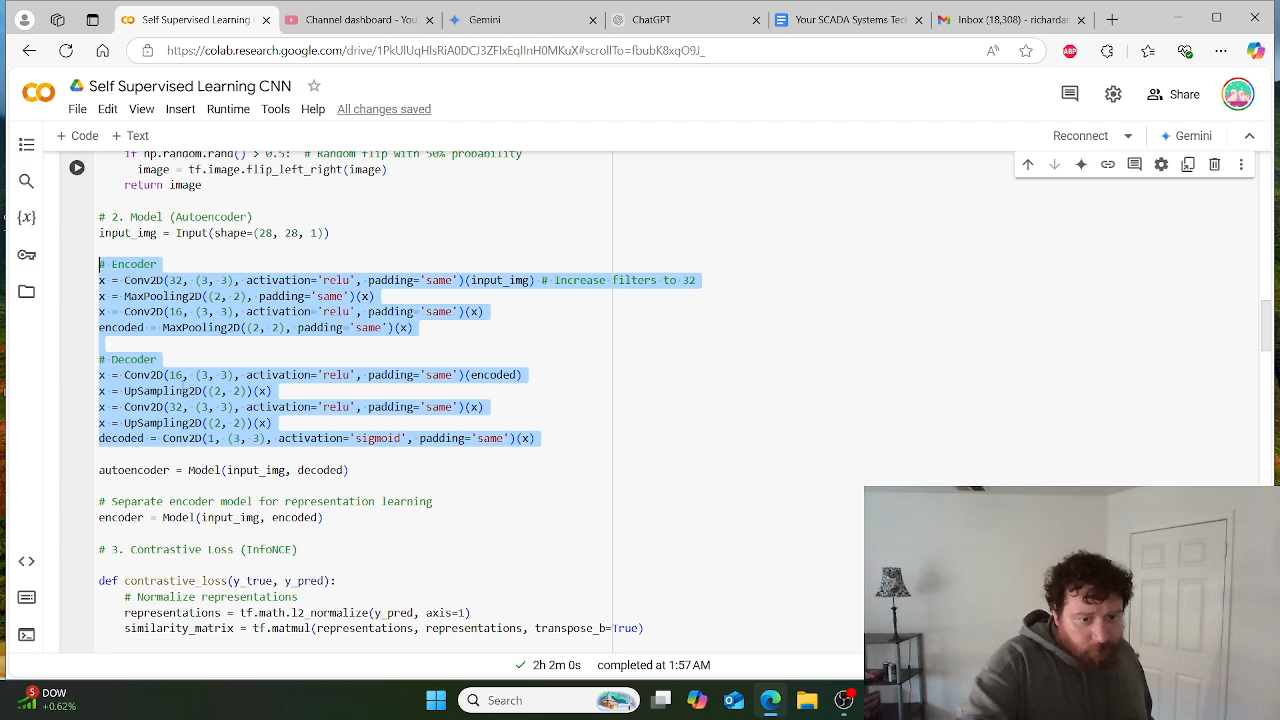 Self Supervised Learning
Channel dashboard - You
Gemini
ChatGPT
Your SCADA Systems Tech
Inbox (18,308) - richardar
https://colab.research.google.com/drive/1PkUlUqHlsRiA0DCJ3ZFIxEqIlnH0MKuX#scrollTo=fbubK8xqO9J_
ABP
Self Supervised Learning CNN
File Edit View Insert Runtime Tools Help All changes saved
Share
+ Code + Text
Reconnect
Gemini
if np.random.rand() > 0.5: # Random flip with 50% probability
image = tf.image.flip_left_right(image)
return image
# 2. Model (Autoencoder)
input_img = Input(shape=(28, 28, 1))
# Encoder
x = Conv2D(32, (3, 3), activation='relu', padding='same')(input_img) # Increase filters to 32
x = MaxPooling2D((2, 2), padding='same')(x)
x = Conv2D(16, (3, 3), activation='relu', padding='same')(x)
encoded = MaxPooling2D((2, 2), padding='same')(x)
# Decoder
x = Conv2D(16, (3, 3), activation='relu', padding='same')(encoded)
x = UpSampling2D((2, 2))(x)
x = Conv2D(32, (3, 3), activation='relu', padding='same')(x)
x = UpSampling2D((2, 2))(x)
decoded = Conv2D(1, (3, 3), activation='sigmoid', padding='same')(x)
autoencoder = Model(input_img, decoded)
# Separate encoder model for representation learning
encoder = Model(input_img, encoded)
# 3. Contrastive Loss (InfoNCE)
def contrastive_loss(y_true, y_pred):
# Normalize representations
representations = tf.math.l2_normalize(y_pred, axis=1)
similarity_matrix = tf.matmul(representations, representations, transpose_b=True)
2h 2m 0s completed at 1:57 AM
5
DOW
+0.62%
Search